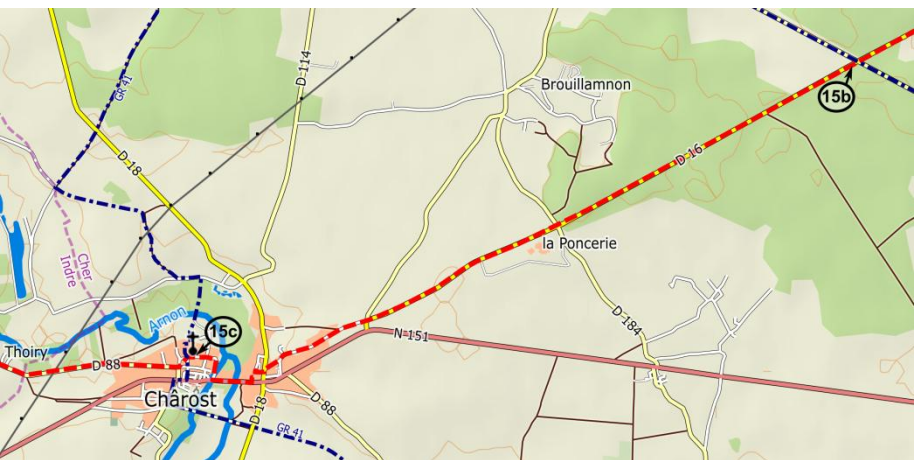 GR 41
D 114
Brouillamnon
15b
D 18
D 16
la Poncerie
Cher
Indre
Arnon
15c
D 184
N 151
Thoiry
D 88
Chârost
D 88
D 18
GR 41